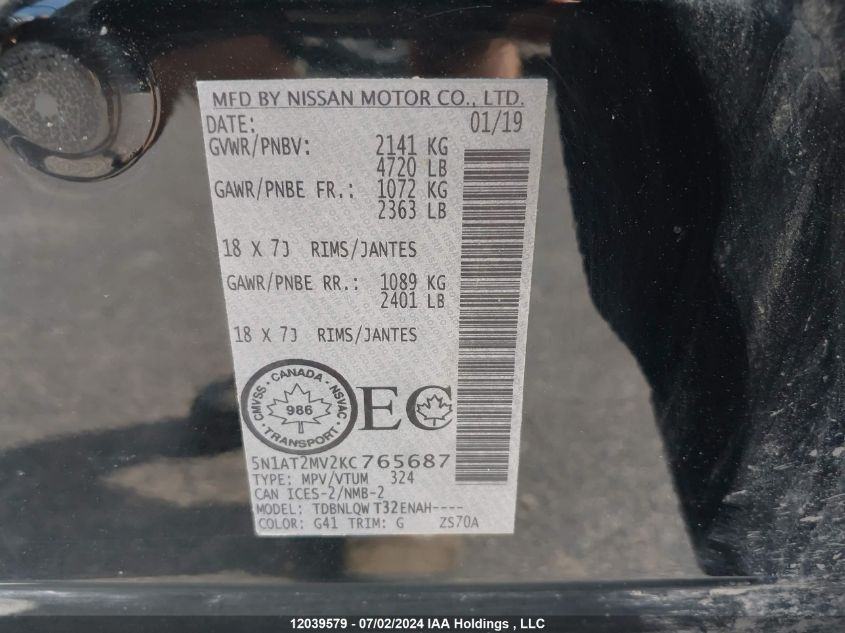 MFD BY NISSAN MOTOR CO., LTD.
DATE: 01/19
GVWR/PNBV: 2141 KG
4720 LB
GAWR/PNBE FR.: 1072 KG
2363 LB
18 X 7J RIMS/JANTES
GAWR/PNBE RR.: 1089 KG
2401 LB
18 X 7J RIMS/JANTES
CMVSS · CANADA · NSVAC
986
· TRANSPORT ·
EC
5N1AT2MV2KC765687
TYPE: MPV/VTUM 324
CAN ICES-2/NMB-2
MODEL: TDBNLQW T32ENAH----
COLOR: G41 TRIM: G ZS70A
12039579 - 07/02/2024 IAA Holdings , LLC